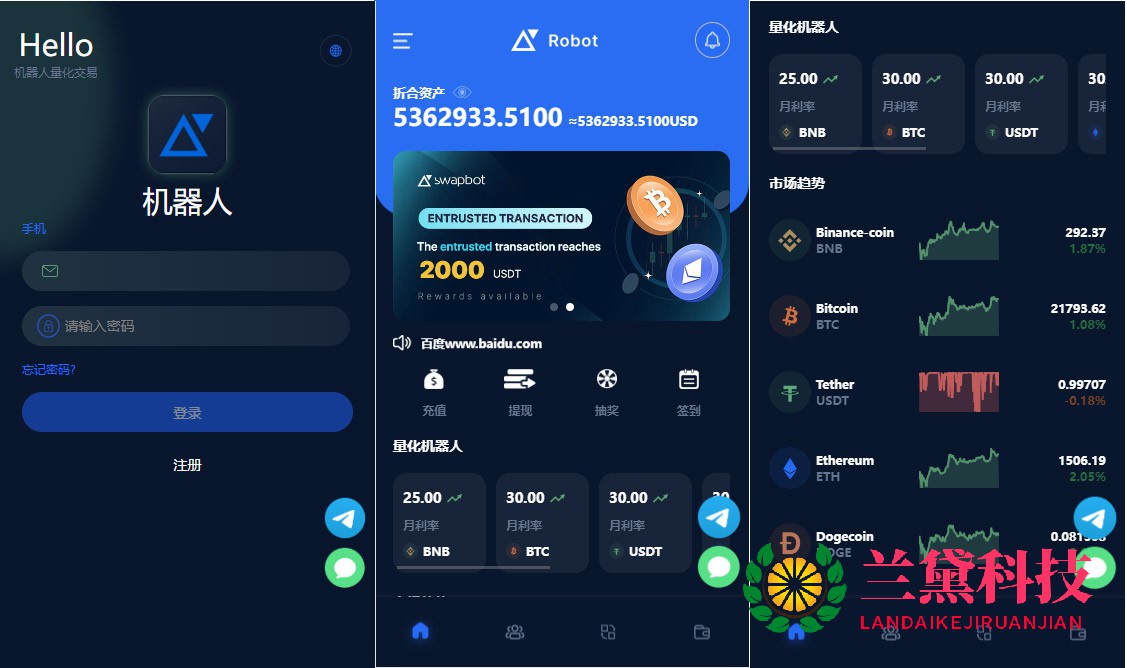 Hello
机器人量化交易
机器人
手机
请输入密码
忘记密码?
登录
注册
Robot
折合资产
5362933.5100 ≈5362933.5100USD
swapbot
ENTRUSTED TRANSACTION
The entrusted transaction reaches
2000 USDT
Rewards available
百度www.baidu.com
充值 提现 抽奖 签到
量化机器人
25.00 30.00 30.00 30
月利率 月利率 月利率
BNB BTC USDT
量化机器人
25.00 30.00 30.00 30
月利率 月利率 月利率 月利
BNB BTC USDT
市场趋势
Binance-coin 292.37
BNB 1.87%
Bitcoin 21793.62
BTC 1.08%
Tether 0.99707
USDT -0.18%
Ethereum 1506.19
ETH 2.05%
Dogecoin
兰黛科技
LANDAIKEJIRUANJIAN